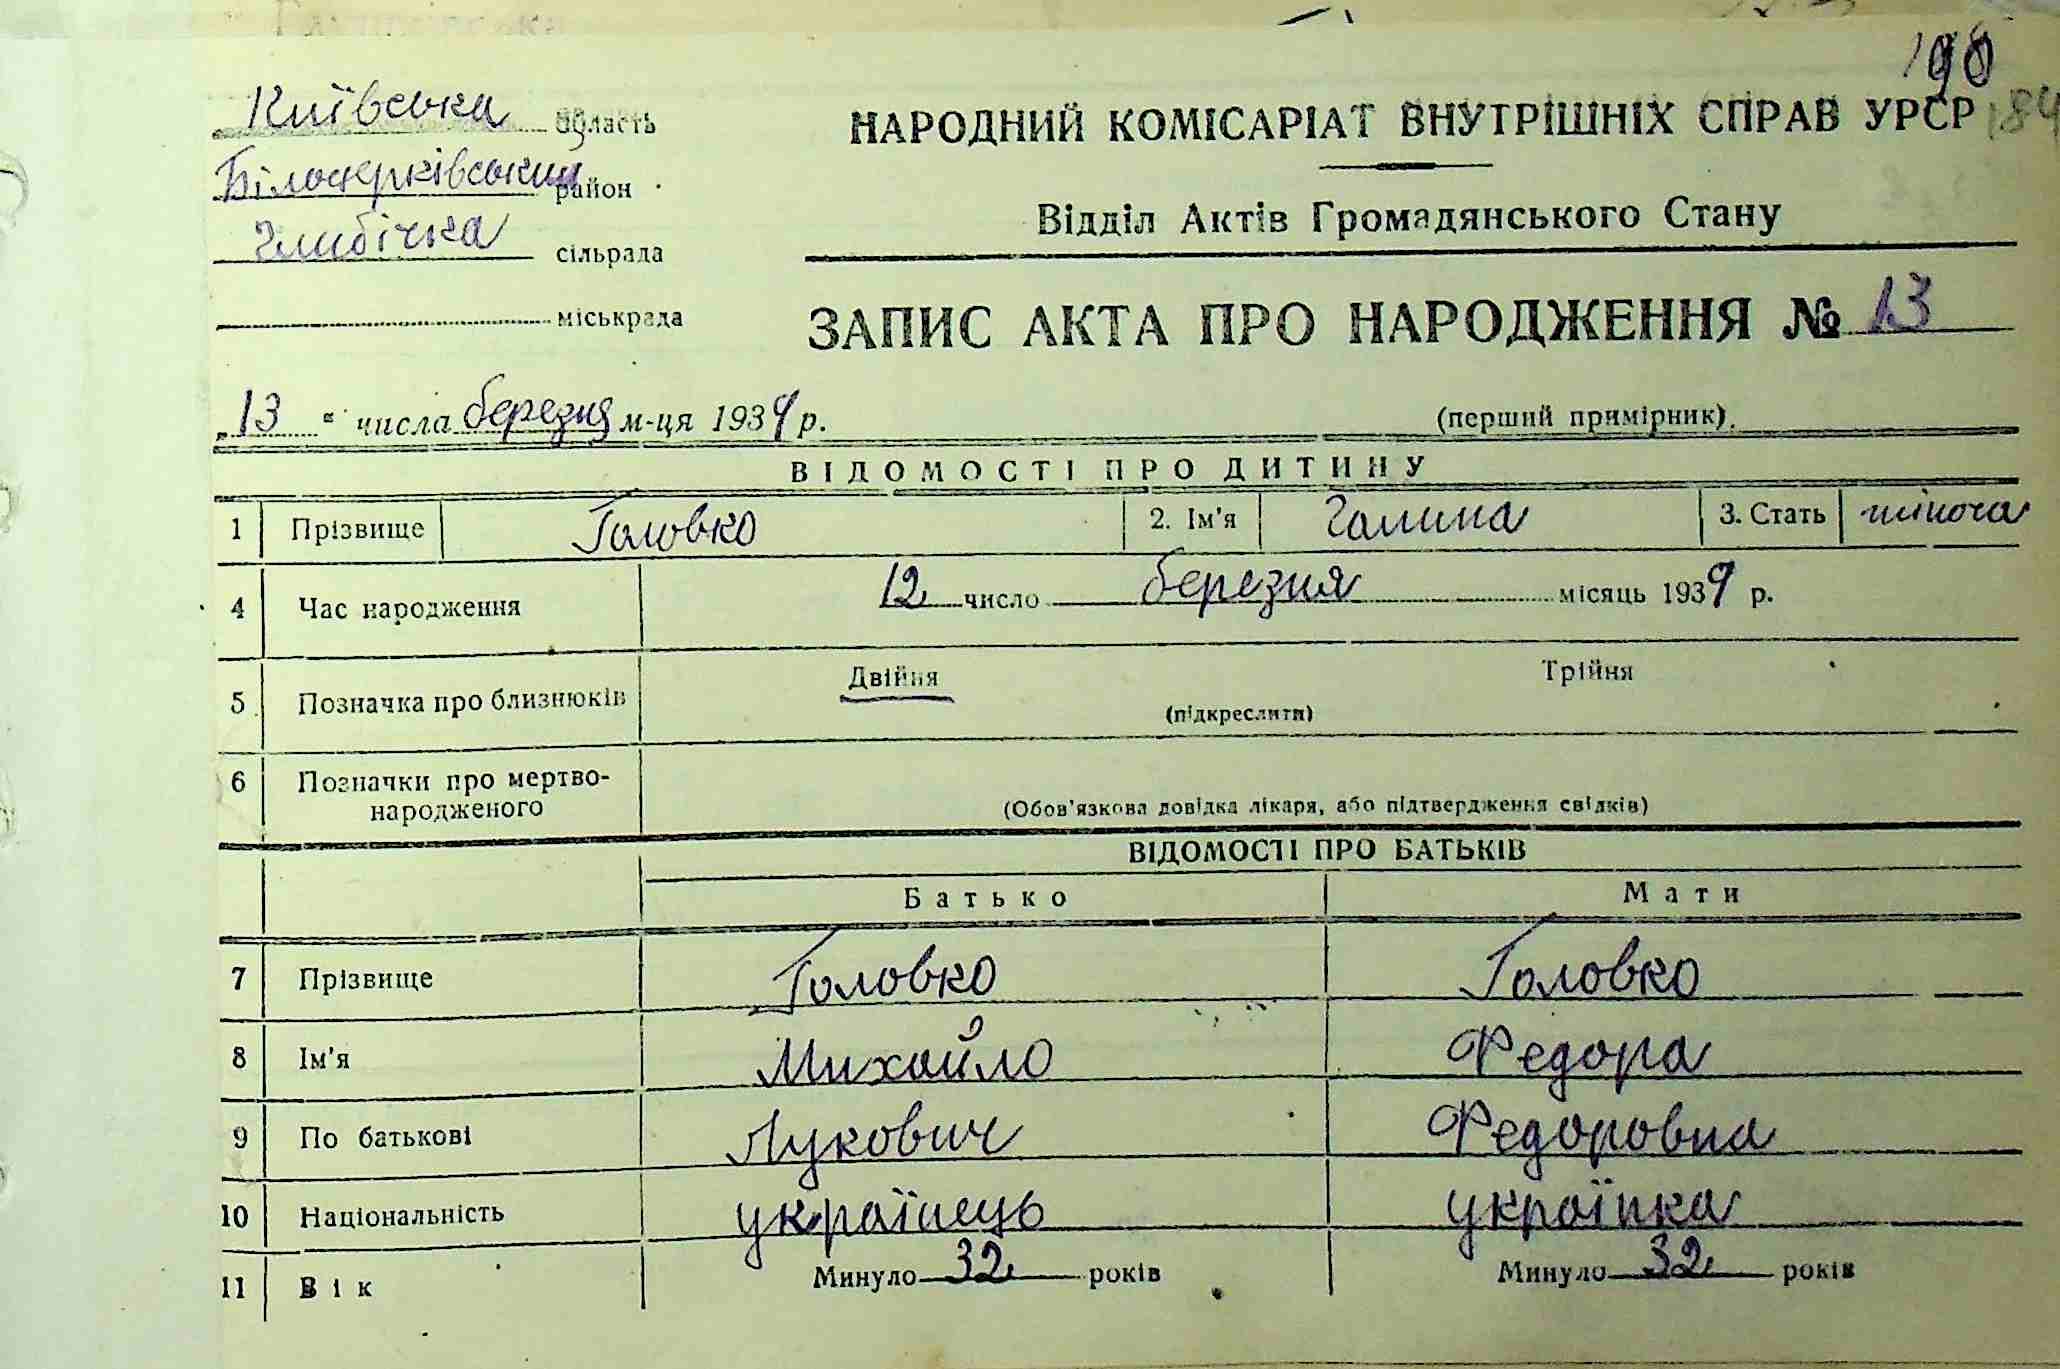 190
184
Київська область
Білоцерківський район
Глибічка сільрада
міськрада
НАРОДНИЙ КОМІСАРІАТ ВНУТРІШНІХ СПРАВ УРСР
Відділ Актів Громадянського Стану
ЗАПИС АКТА ПРО НАРОДЖЕННЯ № 13
„13“ числа березня м-ця 1939 р.
(перший примірник).
ВІДОМОСТІ ПРО ДИТИНУ
1 Прізвище Головко 2. Ім'я Галина 3. Стать жіноча
4 Час народження 12 число березня місяць 1939 р.
5 Позначка про близнюків Двійня Трійня
(підкреслити)
6 Позначки про мертво-
народженого
(Обов'язкова довідка лікаря, або підтвердження свідків)
ВІДОМОСТІ ПРО БАТЬКІВ
Батько Мати
7 Прізвище Головко Головко
8 Ім'я Михайло Федора
9 По батькові Лукович Федоровна
10 Національність українець українка
11 Вік Минуло 32 років Минуло 32 років